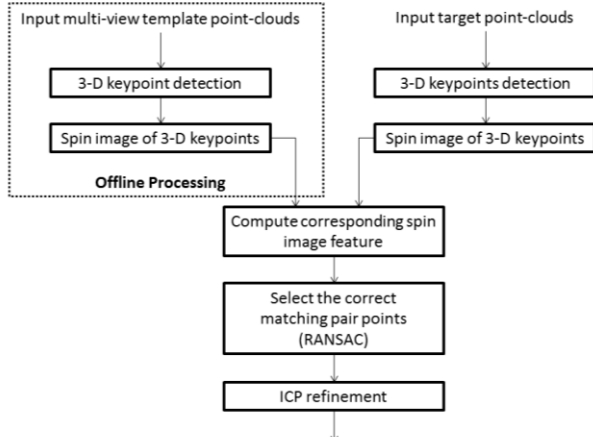 Input multi-view template point-clouds
3-D keypoint detection
Spin image of 3-D keypoints
Offline Processing
Input target point-clouds
3-D keypoints detection
Spin image of 3-D keypoints
Compute corresponding spin
image feature
Select the correct
matching pair points
(RANSAC)
ICP refinement